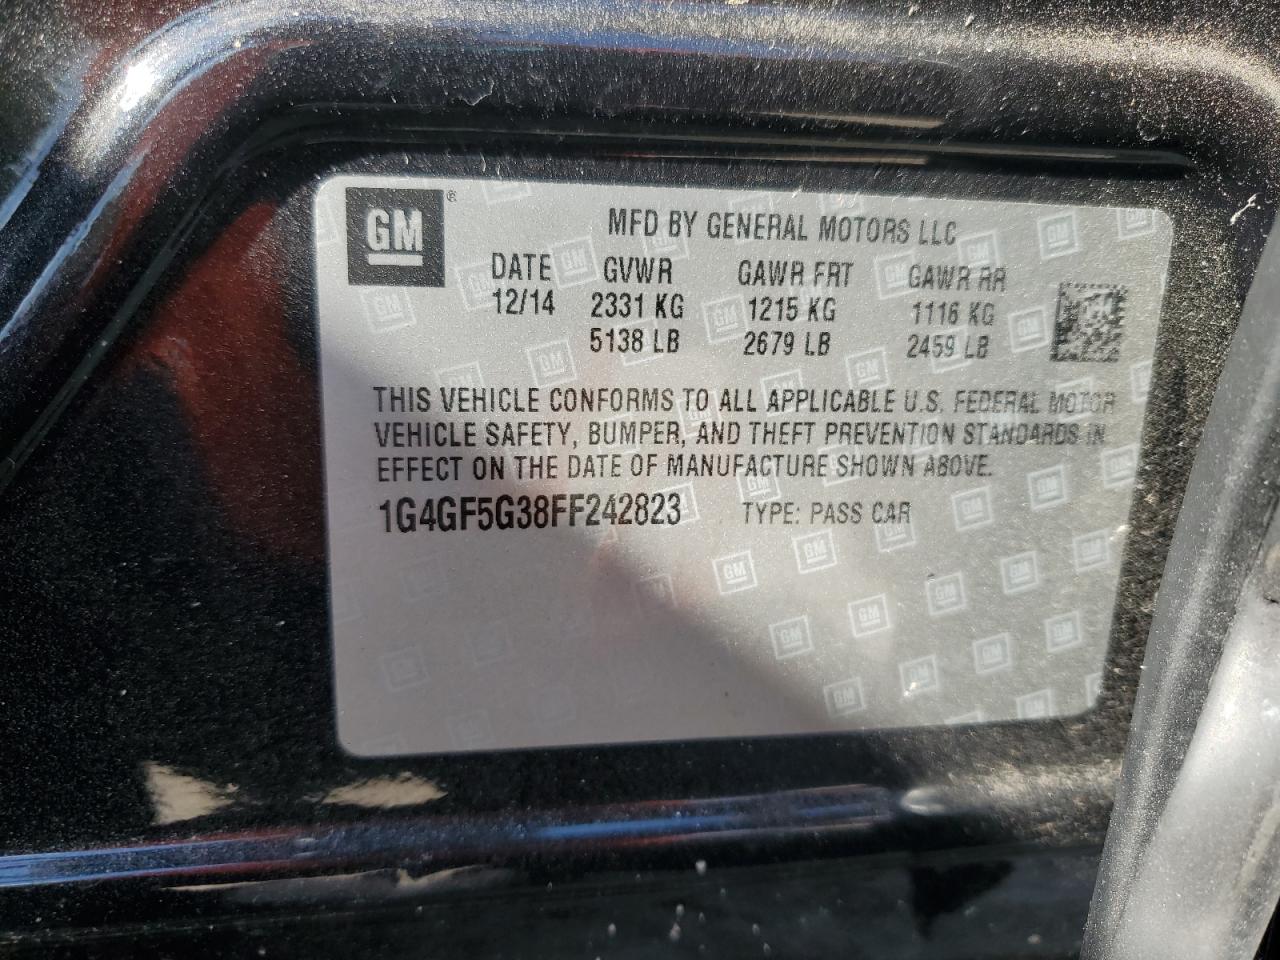 GM ®
MFD BY GENERAL MOTORS LLC
DATE GVWR GAWR FRT GAWR RR
12/14 2331 KG 1215 KG 1116 KG
5138 LB 2679 LB 2459 LB
THIS VEHICLE CONFORMS TO ALL APPLICABLE U.S. FEDERAL MOTOR
VEHICLE SAFETY, BUMPER, AND THEFT PREVENTION STANDARDS IN
EFFECT ON THE DATE OF MANUFACTURE SHOWN ABOVE.
1G4GF5G38FF242823 TYPE: PASS CAR